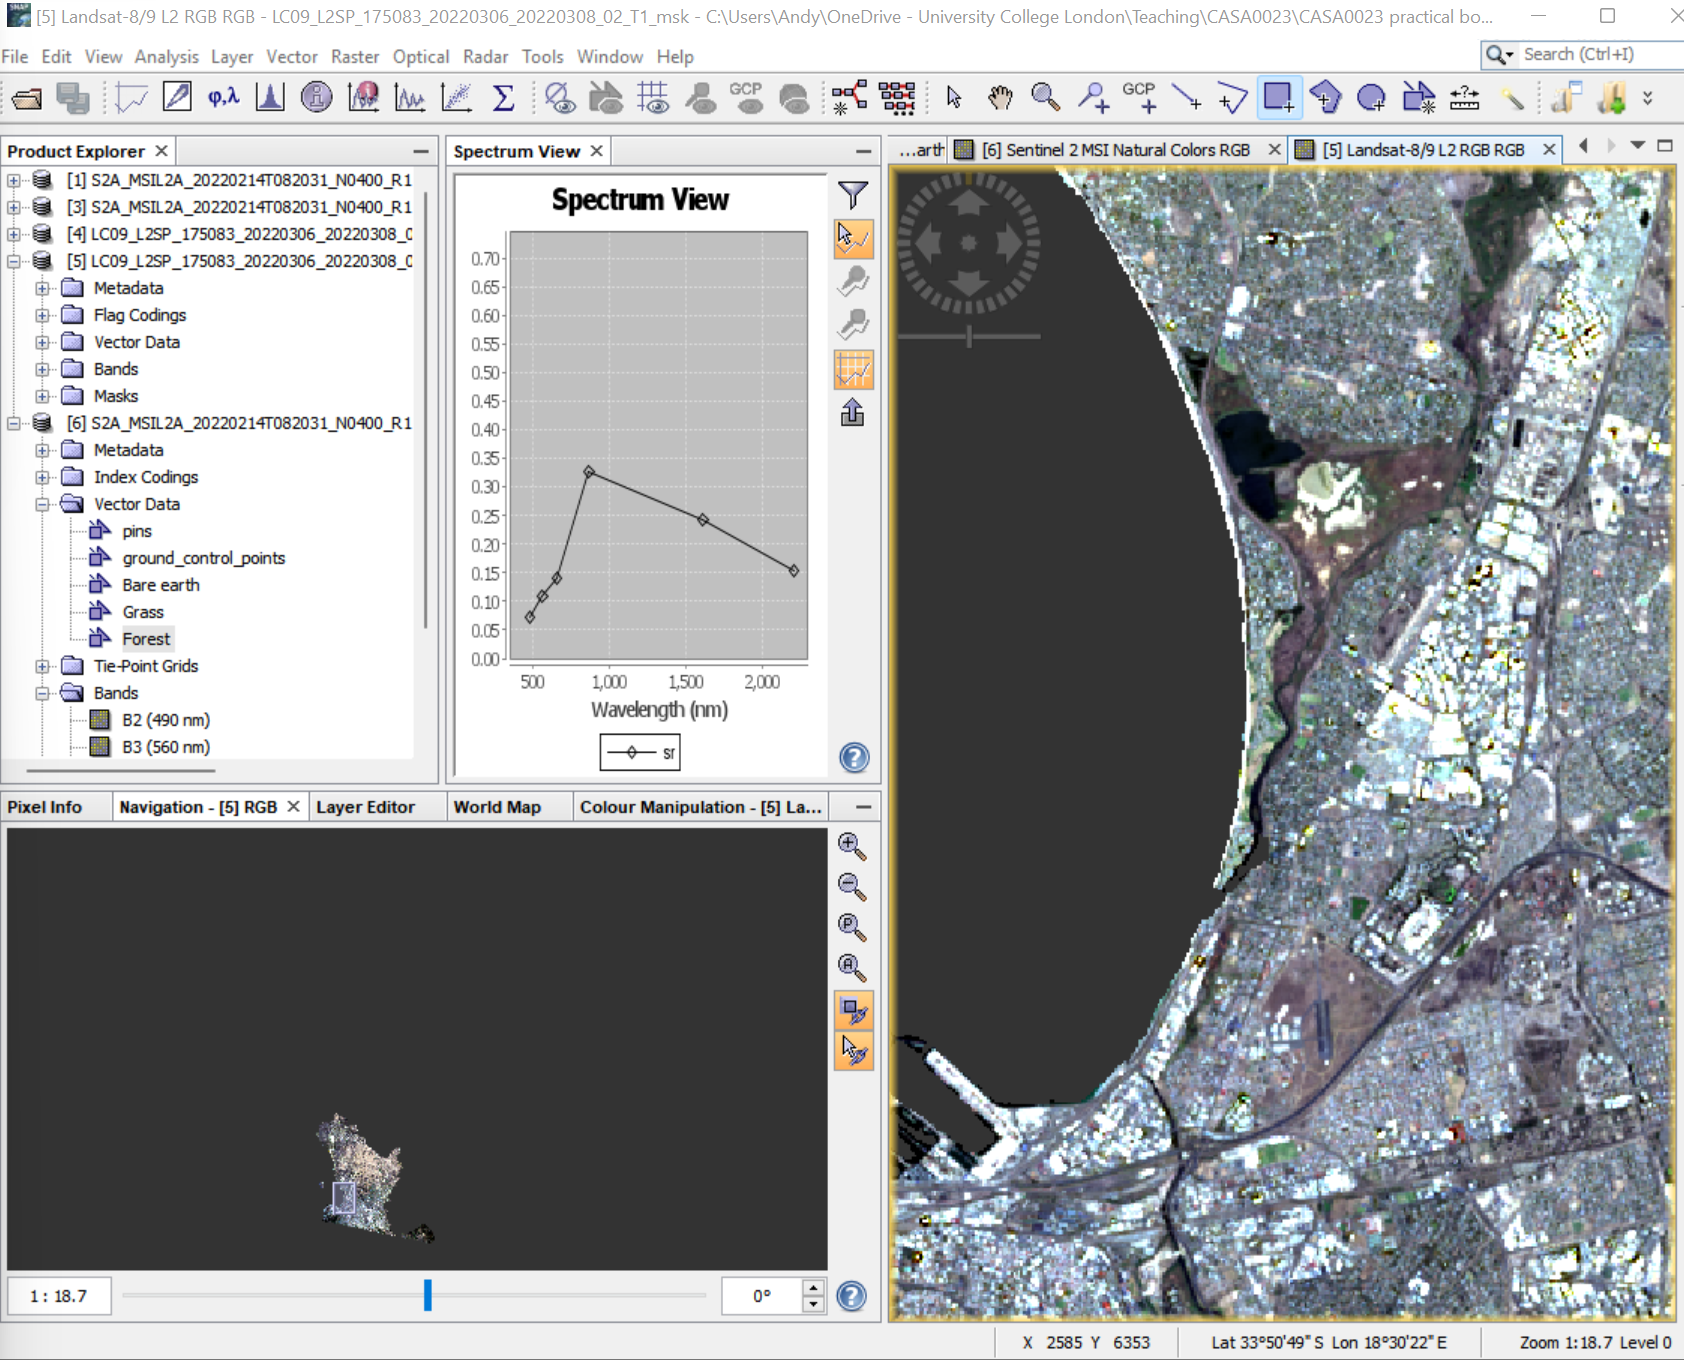 [5] Landsat-8/9 L2 RGB RGB - LC09_L2SP_175083_20220306_20220308_02_T1_msk - C:\Users\Andy\OneDrive - University College London\Teaching\CASA0023\CASA0023 practical bo...
File Edit View Analysis Layer Vector Raster Optical Radar Tools Window Help
Search (Ctrl+I)
φ,λ Σ GCP GCP
Product Explorer
Spectrum View
...arth [6] Sentinel 2 MSI Natural Colors RGB [5] Landsat-8/9 L2 RGB RGB
[1] S2A_MSIL2A_20220214T082031_N0400_R1
[3] S2A_MSIL2A_20220214T082031_N0400_R1
[4] LC09_L2SP_175083_20220306_20220308_0
[5] LC09_L2SP_175083_20220306_20220308_0
Metadata
Flag Codings
Vector Data
Bands
Masks
[6] S2A_MSIL2A_20220214T082031_N0400_R1
Metadata
Index Codings
Vector Data
pins
ground_control_points
Bare earth
Grass
Forest
Tie-Point Grids
Bands
B2 (490 nm)
B3 (560 nm)
Spectrum View
0.70
0.65
0.60
0.55
0.50
0.45
0.40
0.35
0.30
0.25
0.20
0.15
0.10
0.05
0.00
500 1,000 1,500 2,000
Wavelength (nm)
sr
Pixel Info Navigation - [5] RGB Layer Editor World Map Colour Manipulation - [5] La...
1 : 18.7
0°
X 2585 Y 6353 Lat 33°50'49" S Lon 18°30'22" E Zoom 1:18.7 Level 0